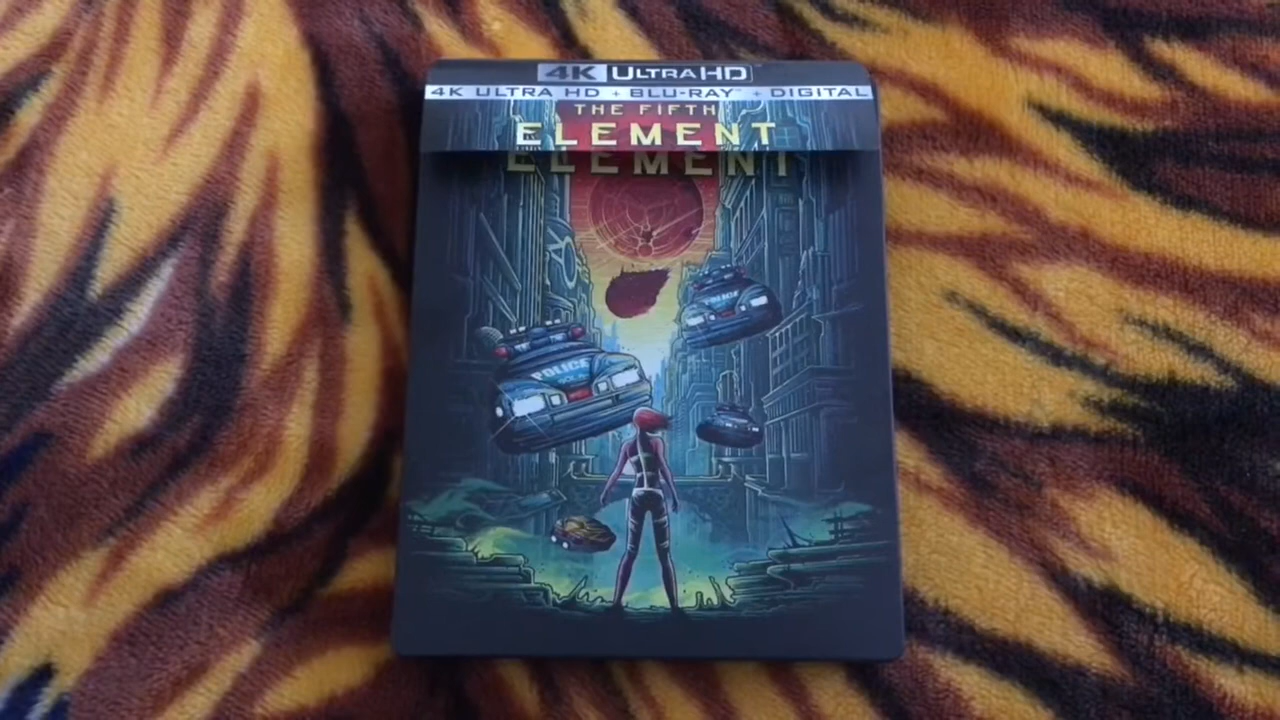 4K ULTRA HD
4K ULTRA HD + BLU-RAY + DIGITAL
THE FIFTH
ELEMENT
ELEMENT
POLICE
POLICE